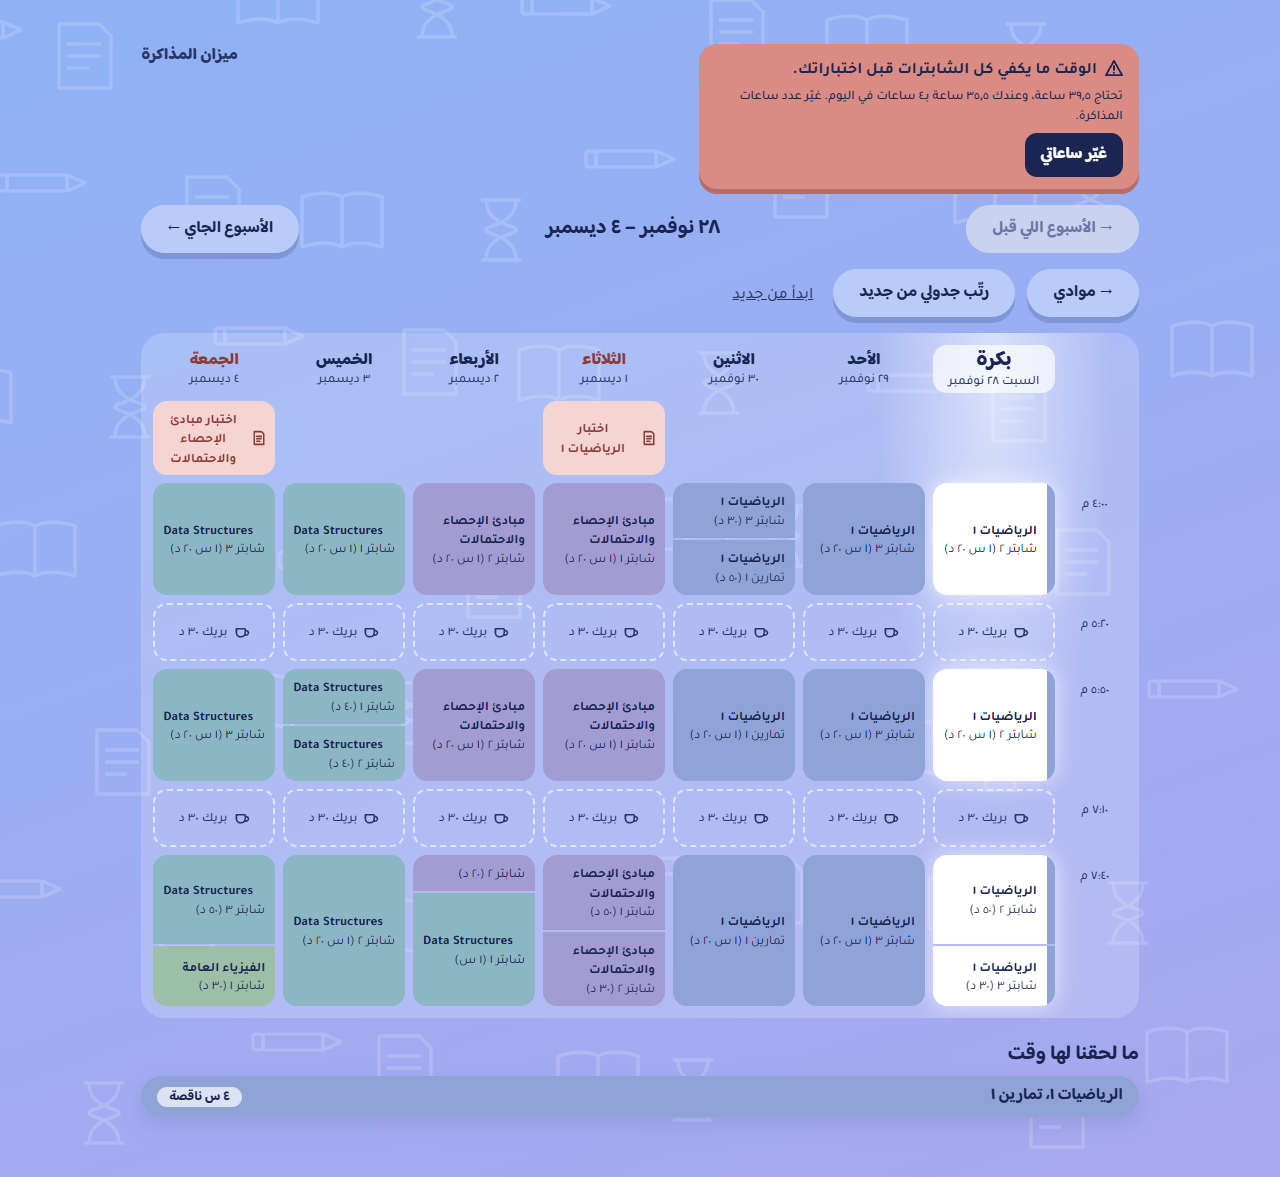 ميزان المذاكرة
الوقت ما يكفي كل الشابترات قبل اختباراتك.
تحتاج ٣٩٫٥ ساعة، وعندك ٣٥٫٥ ساعة بـ٤ ساعات في اليوم. غيّر عدد ساعات
المذاكرة.
غيّر ساعاتي
→ الأسبوع اللي قبل
٢٨ نوفمبر – ٤ ديسمبر
الأسبوع الجاي ←
→ موادي
رتّب جدولي من جديد
ابدأ من جديد
بكرة
السبت ٢٨ نوفمبر
الأحد
٢٩ نوفمبر
الاثنين
٣٠ نوفمبر
الثلاثاء
١ ديسمبر
الأربعاء
٢ ديسمبر
الخميس
٣ ديسمبر
الجمعة
٤ ديسمبر
اختبار
الرياضيات ١
اختبار مبادئ
الإحصاء
والاحتمالات
٤:٠٠ م
الرياضيات ١
شابتر ٢ (١ س ٢٠ د)
الرياضيات ١
شابتر ٣ (١ س ٢٠ د)
الرياضيات ١
شابتر ٣ (٣٠ د)
الرياضيات ١
تمارين ١ (٥٠ د)
مبادئ الإحصاء
والاحتمالات
شابتر ١ (١ س ٢٠ د)
مبادئ الإحصاء
والاحتمالات
شابتر ٢ (١ س ٢٠ د)
Data Structures
شابتر ١ (١ س ٢٠ د)
Data Structures
شابتر ٣ (١ س ٢٠ د)
٥:٢٠ م
بريك ٣٠ د
بريك ٣٠ د
بريك ٣٠ د
بريك ٣٠ د
بريك ٣٠ د
بريك ٣٠ د
بريك ٣٠ د
٥:٥٠ م
الرياضيات ١
شابتر ٢ (١ س ٢٠ د)
الرياضيات ١
شابتر ٣ (١ س ٢٠ د)
الرياضيات ١
تمارين ١ (١ س ٢٠ د)
مبادئ الإحصاء
والاحتمالات
شابتر ١ (١ س ٢٠ د)
مبادئ الإحصاء
والاحتمالات
شابتر ٢ (١ س ٢٠ د)
Data Structures
شابتر ١ (٤٠ د)
Data Structures
شابتر ٢ (٤٠ د)
Data Structures
شابتر ٣ (١ س ٢٠ د)
٧:١٠ م
بريك ٣٠ د
بريك ٣٠ د
بريك ٣٠ د
بريك ٣٠ د
بريك ٣٠ د
بريك ٣٠ د
بريك ٣٠ د
٧:٤٠ م
الرياضيات ١
شابتر ٢ (٥٠ د)
الرياضيات ١
شابتر ٣ (٣٠ د)
الرياضيات ١
شابتر ٣ (١ س ٢٠ د)
الرياضيات ١
تمارين ١ (١ س ٢٠ د)
مبادئ الإحصاء
والاحتمالات
شابتر ١ (٥٠ د)
مبادئ الإحصاء
والاحتمالات
شابتر ٢ (٣٠ د)
شابتر ٢ (٢٠ د)
Data Structures
شابتر ١ (١ س)
Data Structures
شابتر ٢ (١ س ٢٠ د)
Data Structures
شابتر ٣ (٥٠ د)
الفيزياء العامة
شابتر ١ (٣٠ د)
ما لحقنا لها وقت
الرياضيات ١، تمارين ١
٤ س ناقصة